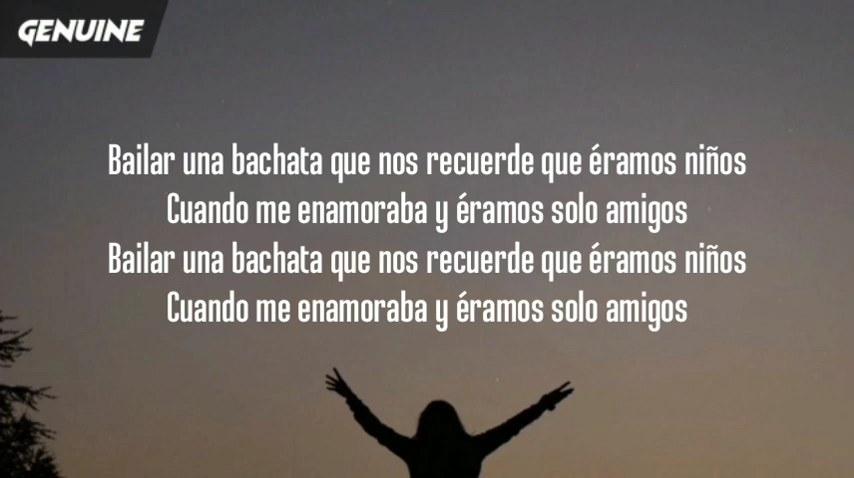 GENUINE
Bailar una bachata que nos recuerde que éramos niños
Cuando me enamoraba y éramos solo amigos
Bailar una bachata que nos recuerde que éramos niños
Cuando me enamoraba y éramos solo amigos